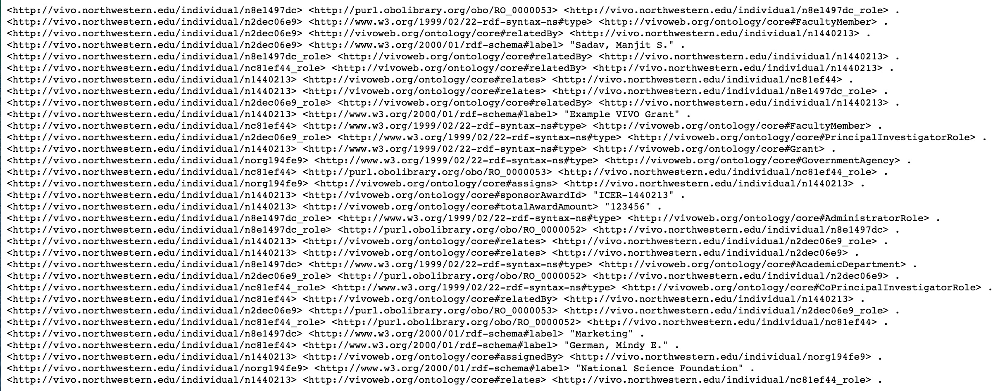 <http://vivo.northwestern.edu/individual/n8e1497dc> <http://purl.obolibrary.org/obo/RO_0000053> <http://vivo.northwestern.edu/individual/n8e1497dc_role> .
<http://vivo.northwestern.edu/individual/n2dec06e9> <http://www.w3.org/1999/02/22-rdf-syntax-ns#type> <http://vivoweb.org/ontology/core#FacultyMember> .
<http://vivo.northwestern.edu/individual/n2dec06e9> <http://vivoweb.org/ontology/core#relatedBy> <http://vivo.northwestern.edu/individual/n1440213> .
<http://vivo.northwestern.edu/individual/n2dec06e9> <http://www.w3.org/2000/01/rdf-schema#label> "Sadav, Manjit S." .
<http://vivo.northwestern.edu/individual/n8e1497dc_role> <http://vivoweb.org/ontology/core#relatedBy> <http://vivo.northwestern.edu/individual/n1440213> .
<http://vivo.northwestern.edu/individual/nc81ef44_role> <http://vivoweb.org/ontology/core#relatedBy> <http://vivo.northwestern.edu/individual/n1440213> .
<http://vivo.northwestern.edu/individual/n1440213> <http://vivoweb.org/ontology/core#relates> <http://vivo.northwestern.edu/individual/nc81ef44> .
<http://vivo.northwestern.edu/individual/n1440213> <http://vivoweb.org/ontology/core#relates> <http://vivo.northwestern.edu/individual/n8e1497dc_role> .
<http://vivo.northwestern.edu/individual/n2dec06e9_role> <http://vivoweb.org/ontology/core#relatedBy> <http://vivo.northwestern.edu/individual/n1440213> .
<http://vivo.northwestern.edu/individual/n1440213> <http://www.w3.org/2000/01/rdf-schema#label> "Example VIVO Grant" .
<http://vivo.northwestern.edu/individual/nc81ef44> <http://www.w3.org/1999/02/22-rdf-syntax-ns#type> <http://vivoweb.org/ontology/core#FacultyMember> .
<http://vivo.northwestern.edu/individual/n2dec06e9_role> <http://www.w3.org/1999/02/22-rdf-syntax-ns#type> <http://vivoweb.org/ontology/core#PrincipalInvestigatorRole> .
<http://vivo.northwestern.edu/individual/n1440213> <http://www.w3.org/1999/02/22-rdf-syntax-ns#type> <http://vivoweb.org/ontology/core#Grant> .
<http://vivo.northwestern.edu/individual/norg194fe9> <http://www.w3.org/1999/02/22-rdf-syntax-ns#type> <http://vivoweb.org/ontology/core#GovernmentAgency> .
<http://vivo.northwestern.edu/individual/nc81ef44> <http://purl.obolibrary.org/obo/RO_0000053> <http://vivo.northwestern.edu/individual/nc81ef44_role> .
<http://vivo.northwestern.edu/individual/norg194fe9> <http://vivoweb.org/ontology/core#assigns> <http://vivo.northwestern.edu/individual/n1440213> .
<http://vivo.northwestern.edu/individual/n1440213> <http://vivoweb.org/ontology/core#sponsorAwardId> "ICER-1440213" .
<http://vivo.northwestern.edu/individual/n1440213> <http://vivoweb.org/ontology/core#totalAwardAmount> "123456" .
<http://vivo.northwestern.edu/individual/n8e1497dc_role> <http://www.w3.org/1999/02/22-rdf-syntax-ns#type> <http://vivoweb.org/ontology/core#AdministratorRole> .
<http://vivo.northwestern.edu/individual/n8e1497dc_role> <http://purl.obolibrary.org/obo/RO_0000052> <http://vivo.northwestern.edu/individual/n8e1497dc> .
<http://vivo.northwestern.edu/individual/n1440213> <http://vivoweb.org/ontology/core#relates> <http://vivo.northwestern.edu/individual/n2dec06e9_role> .
<http://vivo.northwestern.edu/individual/n1440213> <http://vivoweb.org/ontology/core#relates> <http://vivo.northwestern.edu/individual/n2dec06e9> .
<http://vivo.northwestern.edu/individual/n8e1497dc> <http://www.w3.org/1999/02/22-rdf-syntax-ns#type> <http://vivoweb.org/ontology/core#AcademicDepartment> .
<http://vivo.northwestern.edu/individual/n2dec06e9_role> <http://purl.obolibrary.org/obo/RO_0000052> <http://vivo.northwestern.edu/individual/n2dec06e9> .
<http://vivo.northwestern.edu/individual/nc81ef44_role> <http://www.w3.org/1999/02/22-rdf-syntax-ns#type> <http://vivoweb.org/ontology/core#CoPrincipalInvestigatorRole> .
<http://vivo.northwestern.edu/individual/nc81ef44> <http://vivoweb.org/ontology/core#relatedBy> <http://vivo.northwestern.edu/individual/n1440213> .
<http://vivo.northwestern.edu/individual/n2dec06e9> <http://purl.obolibrary.org/obo/RO_0000053> <http://vivo.northwestern.edu/individual/n2dec06e9_role> .
<http://vivo.northwestern.edu/individual/nc81ef44_role> <http://purl.obolibrary.org/obo/RO_0000052> <http://vivo.northwestern.edu/individual/nc81ef44> .
<http://vivo.northwestern.edu/individual/n8e1497dc> <http://www.w3.org/2000/01/rdf-schema#label> "Marketing" .
<http://vivo.northwestern.edu/individual/nc81ef44> <http://www.w3.org/2000/01/rdf-schema#label> "German, Mindy E." .
<http://vivo.northwestern.edu/individual/n1440213> <http://vivoweb.org/ontology/core#assignedBy> <http://vivo.northwestern.edu/individual/norg194fe9> .
<http://vivo.northwestern.edu/individual/norg194fe9> <http://www.w3.org/2000/01/rdf-schema#label> "National Science Foundation" .
<http://vivo.northwestern.edu/individual/n1440213> <http://vivoweb.org/ontology/core#relates> <http://vivo.northwestern.edu/individual/nc81ef44_role> .